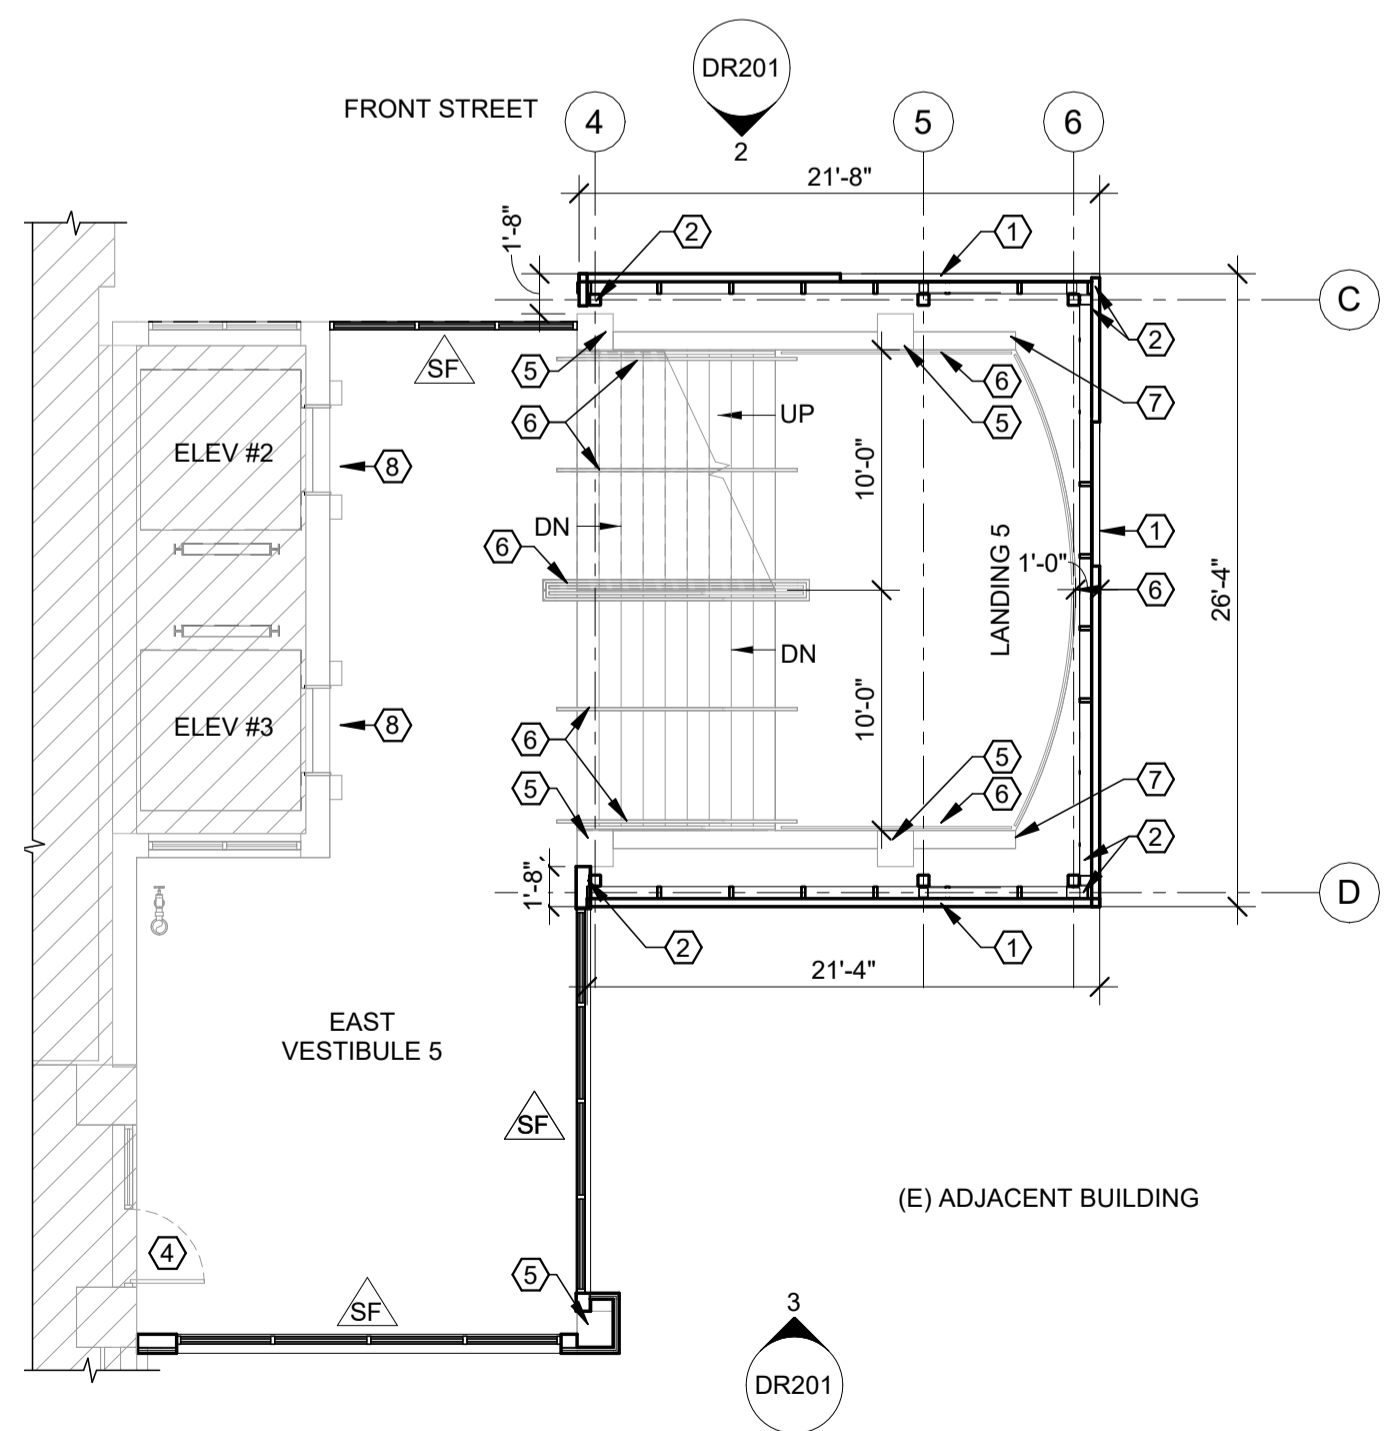 DR201
2
FRONT STREET
4
5
6
21'-8"
1'-8"
2
1
C
SF
5
2
6
7
6
UP
5
ELEV #2
8
10'-0"
DN
6
1
LANDING 5
1'-0"
6
26'-4"
DN
10'-0"
ELEV #3
8
6
5
5
6
7
2
1'-8"
D
2
1
21'-4"
EAST
VESTIBULE 5
SF
(E) ADJACENT BUILDING
4
5
SF
3
DR201